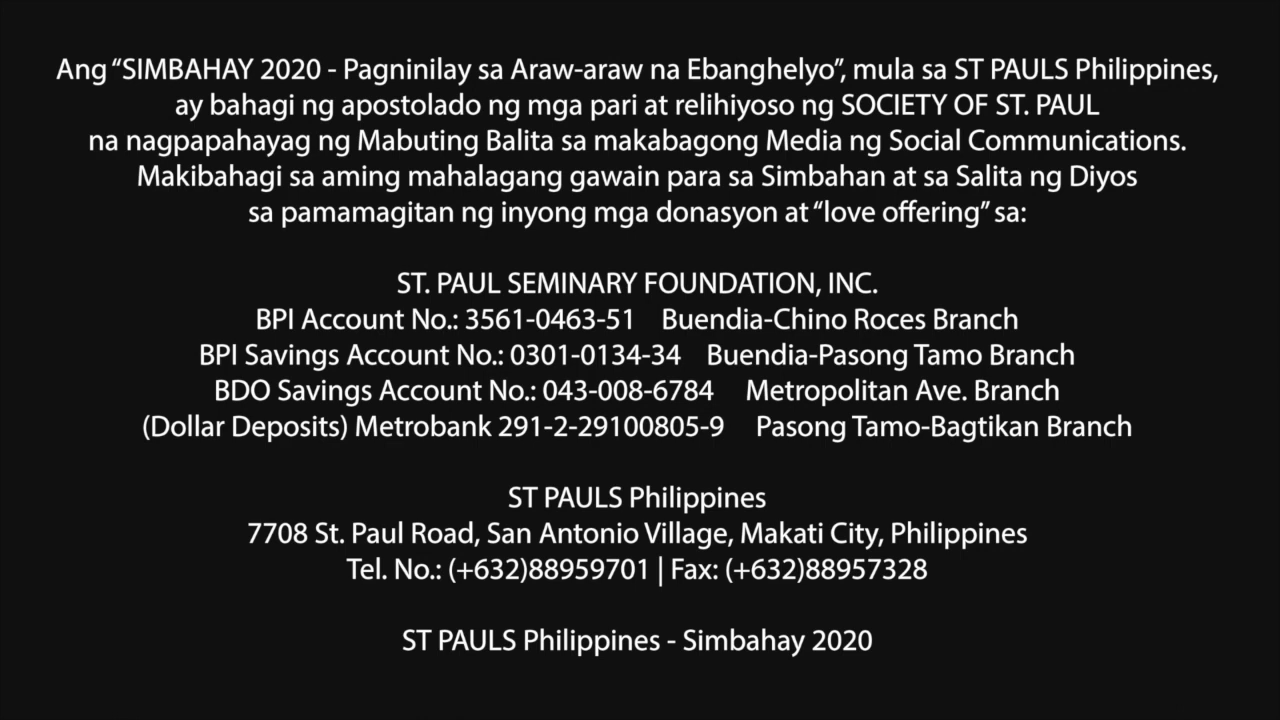 Ang “SIMBAHAY 2020 - Pagninilay sa Araw-araw na Ebanghelyo”, mula sa ST PAULS Philippines,
ay bahagi ng apostolado ng mga pari at relihiyoso ng SOCIETY OF ST. PAUL
na nagpapahayag ng Mabuting Balita sa makabagong Media ng Social Communications.
Makibahagi sa aming mahalagang gawain para sa Simbahan at sa Salita ng Diyos
sa pamamagitan ng inyong mga donasyon at “love offering” sa:
ST. PAUL SEMINARY FOUNDATION, INC.
BPI Account No.: 3561-0463-51 Buendia-Chino Roces Branch
BPI Savings Account No.: 0301-0134-34 Buendia-Pasong Tamo Branch
BDO Savings Account No.: 043-008-6784 Metropolitan Ave. Branch
(Dollar Deposits) Metrobank 291-2-29100805-9 Pasong Tamo-Bagtikan Branch
ST PAULS Philippines
7708 St. Paul Road, San Antonio Village, Makati City, Philippines
Tel. No.: (+632)88959701 | Fax: (+632)88957328
ST PAULS Philippines - Simbahay 2020